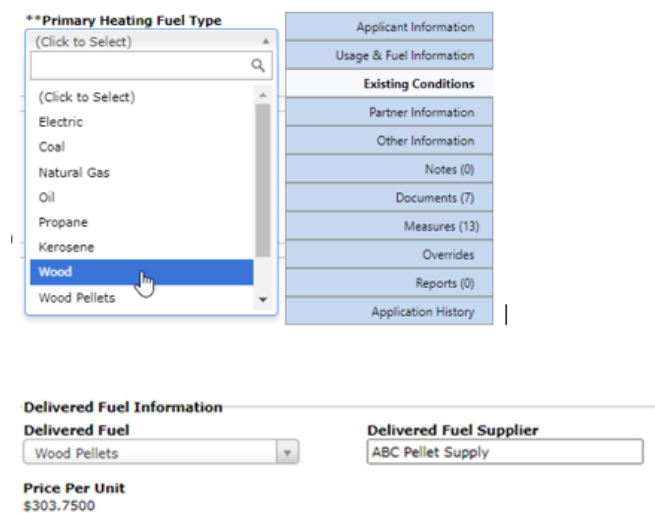 **Primary Heating Fuel Type
(Click to Select)
(Click to Select)
Electric
Coal
Natural Gas
Oil
Propane
Kerosene
Wood
Wood Pellets
Applicant Information
Usage & Fuel Information
Existing Conditions
Partner Information
Other Information
Notes (0)
Documents (7)
Measures (13)
Overrides
Reports (0)
Application History
Delivered Fuel Information
Delivered Fuel
Wood Pellets
Delivered Fuel Supplier
ABC Pellet Supply
Price Per Unit
$303.7500